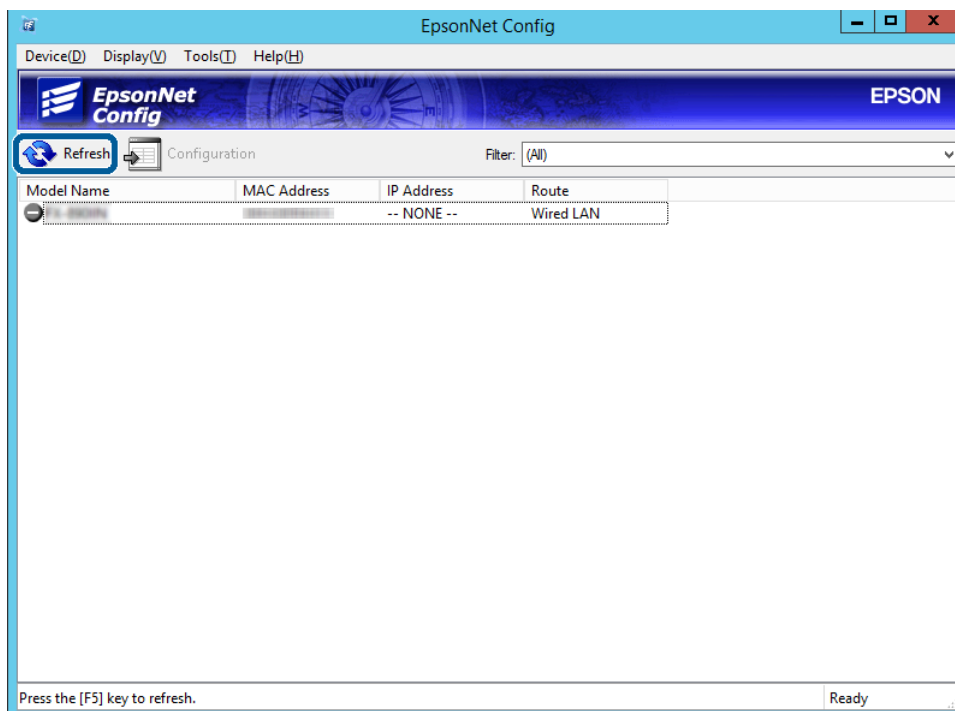 EpsonNet Config
Device(D) Display(V) Tools(T) Help(H)
EpsonNet
Config
EPSON
Refresh Configuration Filter: (All)
Model Name MAC Address IP Address Route
-- NONE -- Wired LAN
Press the [F5] key to refresh. Ready